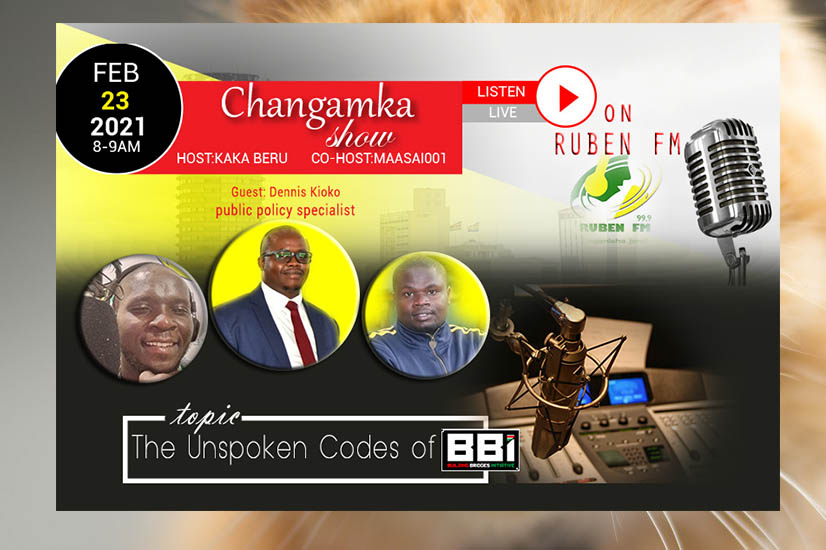 FEB
23
2021
8-9AM
Changamka
show
HOST:KAKA BERU CO-HOST:MAASAI001
LISTEN
LIVE
ON
RUBEN FM
99.9
RUBEN FM
Guest: Dennis Kioko
public policy specialist
topic
The Unspoken Codes of BBI
BUILDING BRIDGES INITIATIVE